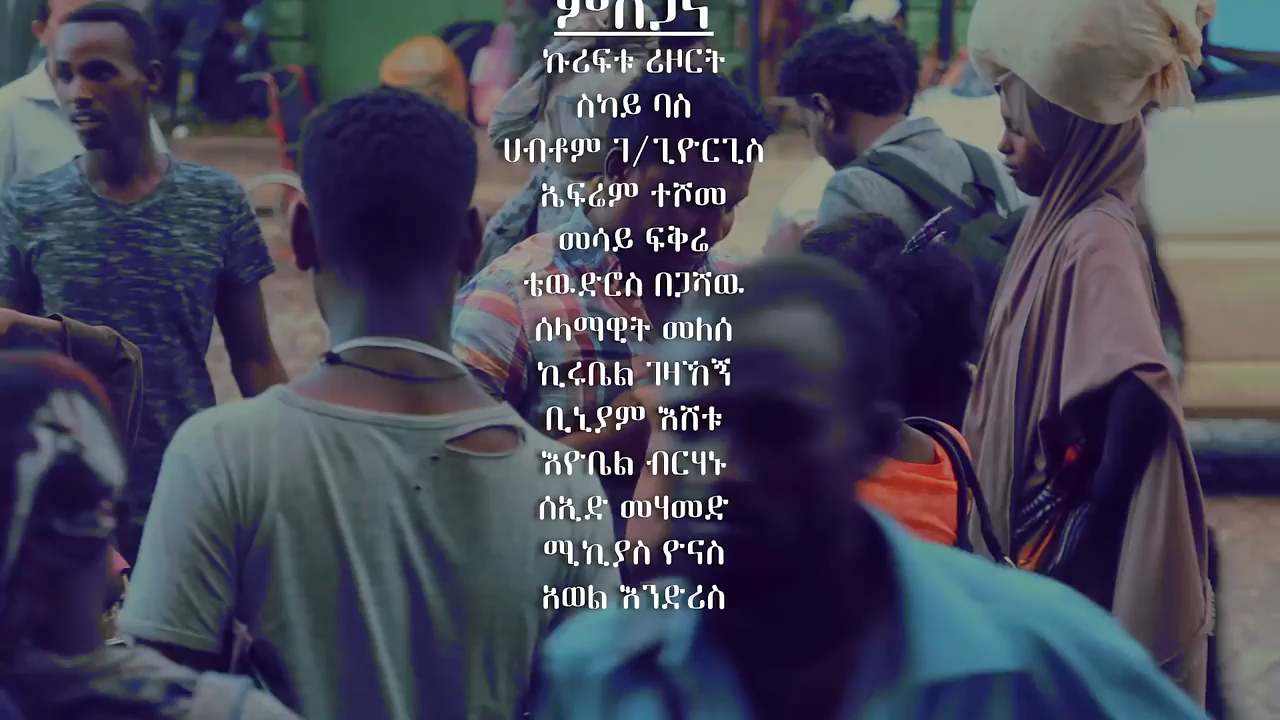 ምስጋና
ኩሪፍቱ ሪዞርት
ስካይ ባስ
ሀብቶም ገ/ጊዮርጊስ
ኤፍሬም ተሾመ
መሳይ ፍቅሬ
ቴዉድሮስ በጋሻዉ
ሰላማዊት መለሰ
ኪሩቤል ገዛኸኝ
ቢኒያም እሸቱ
እዮቤል ብርሃኑ
ሰኢድ መሃመድ
ሚኪያስ ዮናስ
አወል እንድሪስ